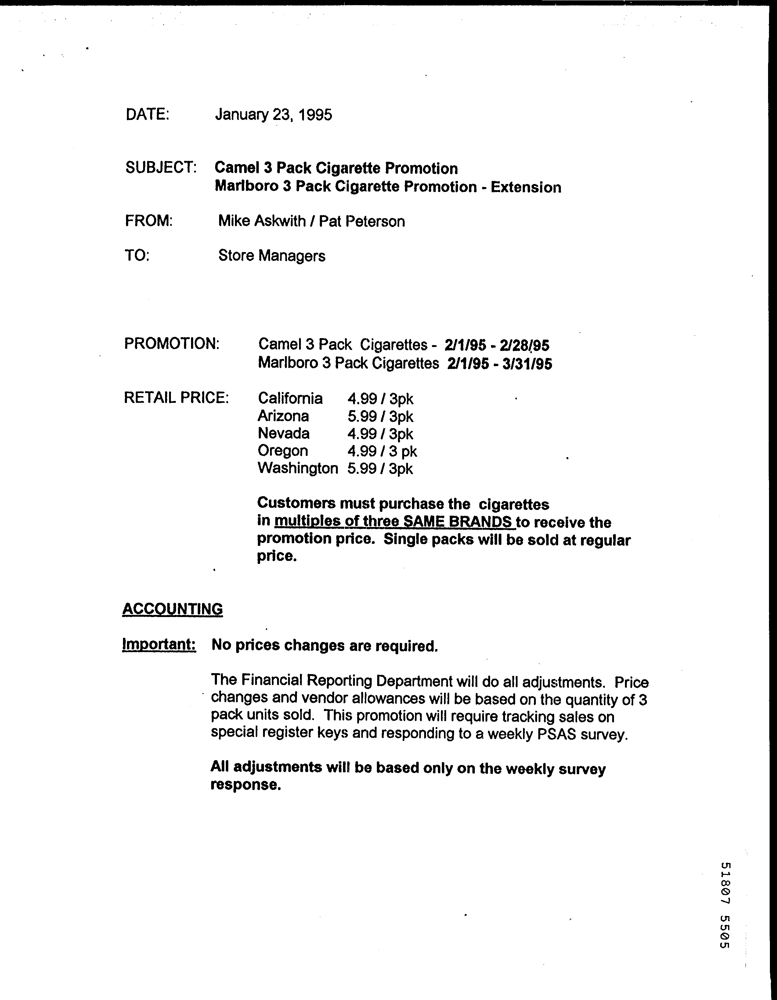 DATE: January 23, 1995
SUBJECT: Camel 3 Pack Cigarette Promotion
Marlboro 3 Pack Cigarette Promotion - Extension
FROM: Mike Askwith / Pat Peterson
TO: Store Managers
PROMOTION: Camel 3 Pack Cigarettes - 2/1/95 - 2/28/95
Marlboro 3 Pack Cigarettes 2/1/95 - 3/31/95
RETAIL PRICE: California 4.99 / 3pk
Arizona 5.99 / 3pk
Nevada 4.99 / 3pk
Oregon 4.99 / 3 pk
Washington 5.99 / 3pk
Customers must purchase the cigarettes
in multiples of three SAME BRANDS to receive the
promotion price. Single packs will be sold at regular
price.
ACCOUNTING
Important: No prices changes are required.
The Financial Reporting Department will do all adjustments. Price
changes and vendor allowances will be based on the quantity of 3
pack units sold. This promotion will require tracking sales on
special register keys and responding to a weekly PSAS survey.
All adjustments will be based only on the weekly survey
response.
51807 5505